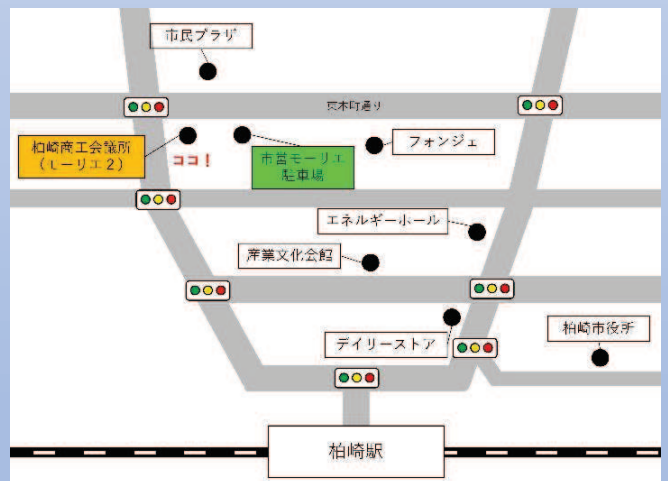 市民プラザ
東本町通り
柏崎商工会議所
(モーリエ2)
ココ!
市営モーリエ
駐車場
フォンジェ
エネルギーホール
産業文化会館
デイリーストア
柏崎市役所
柏崎駅